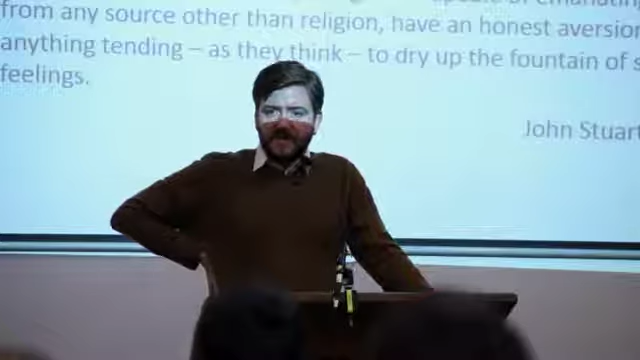 from any source other than religion, have an honest aversion
anything tending – as they think – to dry up the fountain of s
feelings.
John Stuart